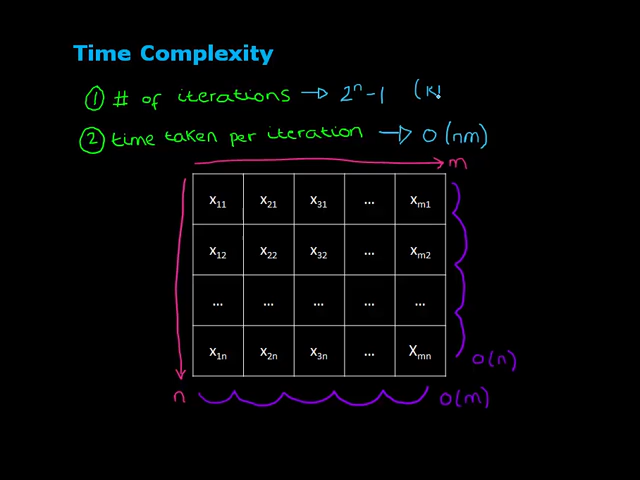 Time Complexity
① # of iterations → 2ⁿ - 1 (Kl
② time taken per iteration → O (nm)
m
x₁₁ x₂₁ x₃₁ ... xₘ₁
x₁₂ x₂₂ x₃₂ ... xₘ₂
... ... ... ... ...
x₁ₙ x₂ₙ x₃ₙ ... Xₘₙ
O(n)
n O(m)